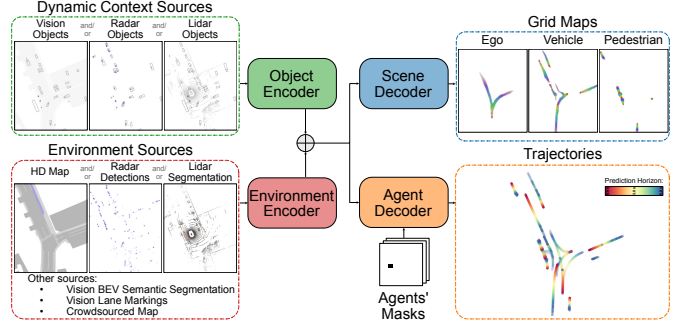 Dynamic Context Sources
Vision Objects
and/or
Radar Objects
and/or
Lidar Objects
Environment Sources
HD Map
and/or
Radar Detections
and/or
Lidar Segmentation
Other sources:
• Vision BEV Semantic Segmentation
• Vision Lane Markings
• Crowdsourced Map
Object
Encoder
Environment
Encoder
Scene
Decoder
Agent
Decoder
Agents'
Masks
Grid Maps
Ego
Vehicle
Pedestrian
Trajectories
Prediction Horizon: